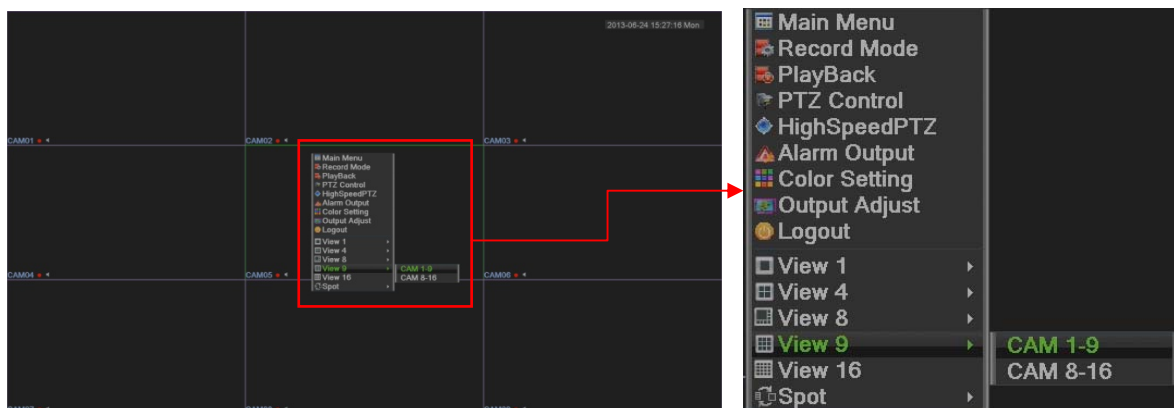 2013-06-24 15:27:16 Mon
CAM01
CAM02
CAM03
Main Menu
Record Mode
PlayBack
PTZ Control
HighSpeedPTZ
Alarm Output
Color Setting
Output Adjust
Logout
View 1
View 4
View 8
View 9
CAM 1-9
View 16
CAM 8-16
Spot
CAM04
CAM05
CAM06
Main Menu
Record Mode
PlayBack
PTZ Control
HighSpeedPTZ
Alarm Output
Color Setting
Output Adjust
Logout
View 1
View 4
View 8
View 9
CAM 1-9
View 16
CAM 8-16
Spot